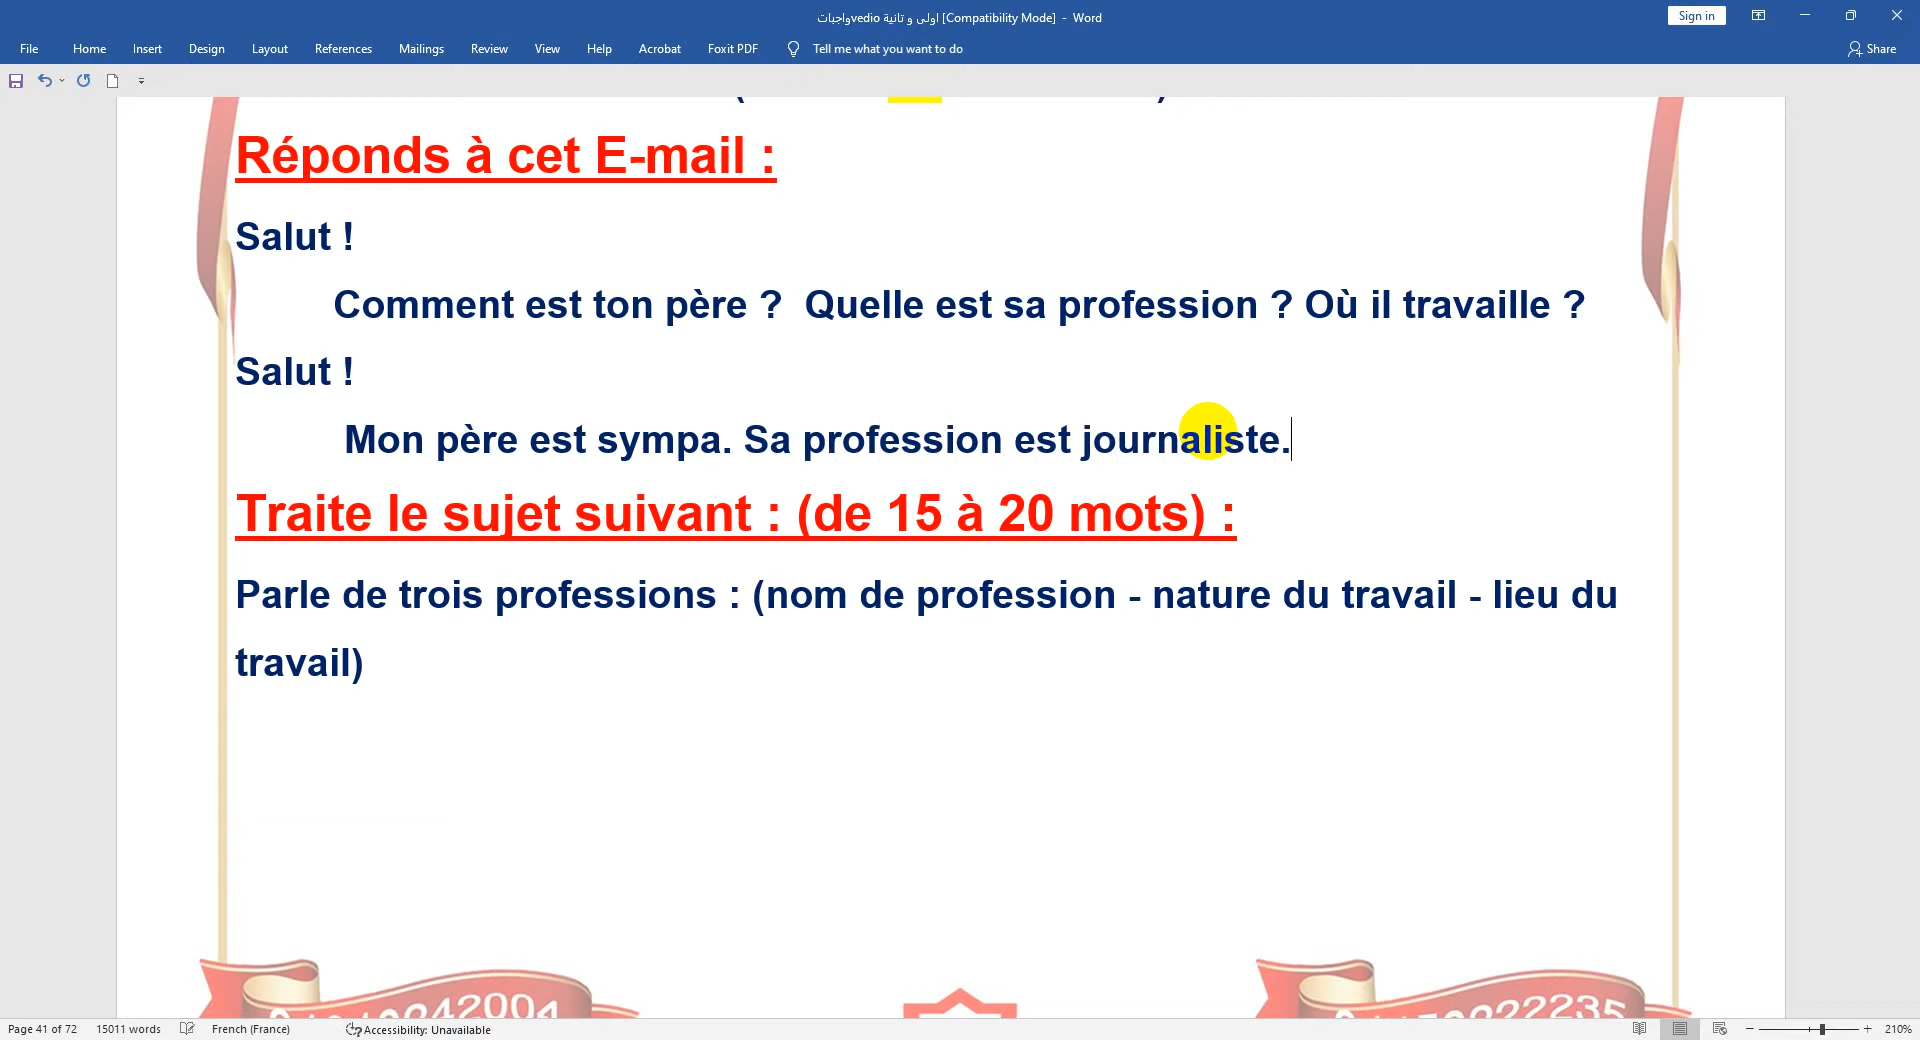 واجباتvedio اولى و تانية [Compatibility Mode] - Word
Sign in
File Home Insert Design Layout References Mailings Review View Help Acrobat Foxit PDF Tell me what you want to do Share
Réponds à cet E-mail :
Salut !
Comment est ton père ? Quelle est sa profession ? Où il travaille ?
Salut !
Mon père est sympa. Sa profession est journaliste.
Traite le sujet suivant : (de 15 à 20 mots) :
Parle de trois professions : (nom de profession - nature du travail - lieu du
travail)
Page 41 of 72 15011 words French (France) Accessibility: Unavailable 210%